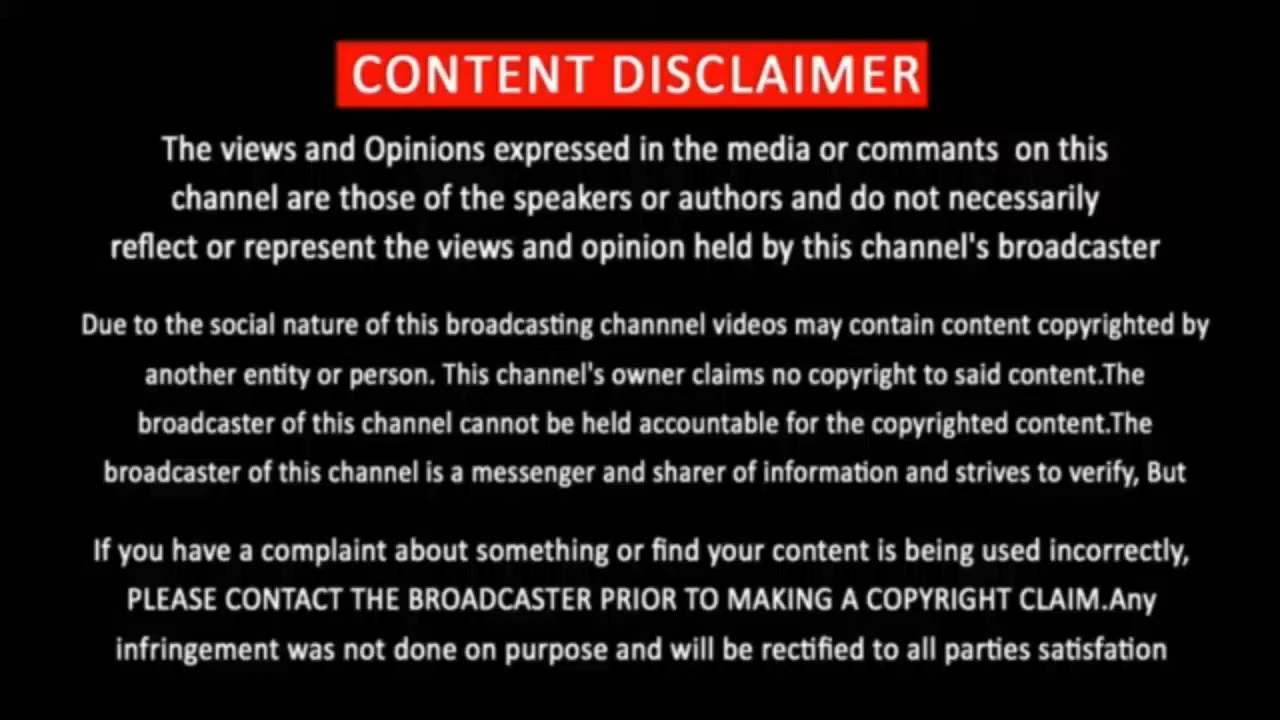 CONTENT DISCLAIMER
The views and Opinions expressed in the media or commants on this
channel are those of the speakers or authors and do not necessarily
reflect or represent the views and opinion held by this channel's broadcaster
Due to the social nature of this broadcasting channnel videos may contain content copyrighted by
another entity or person. This channel's owner claims no copyright to said content.The
broadcaster of this channel cannot be held accountable for the copyrighted content.The
broadcaster of this channel is a messenger and sharer of information and strives to verify, But
If you have a complaint about something or find your content is being used incorrectly,
PLEASE CONTACT THE BROADCASTER PRIOR TO MAKING A COPYRIGHT CLAIM.Any
infringement was not done on purpose and will be rectified to all parties satisfation